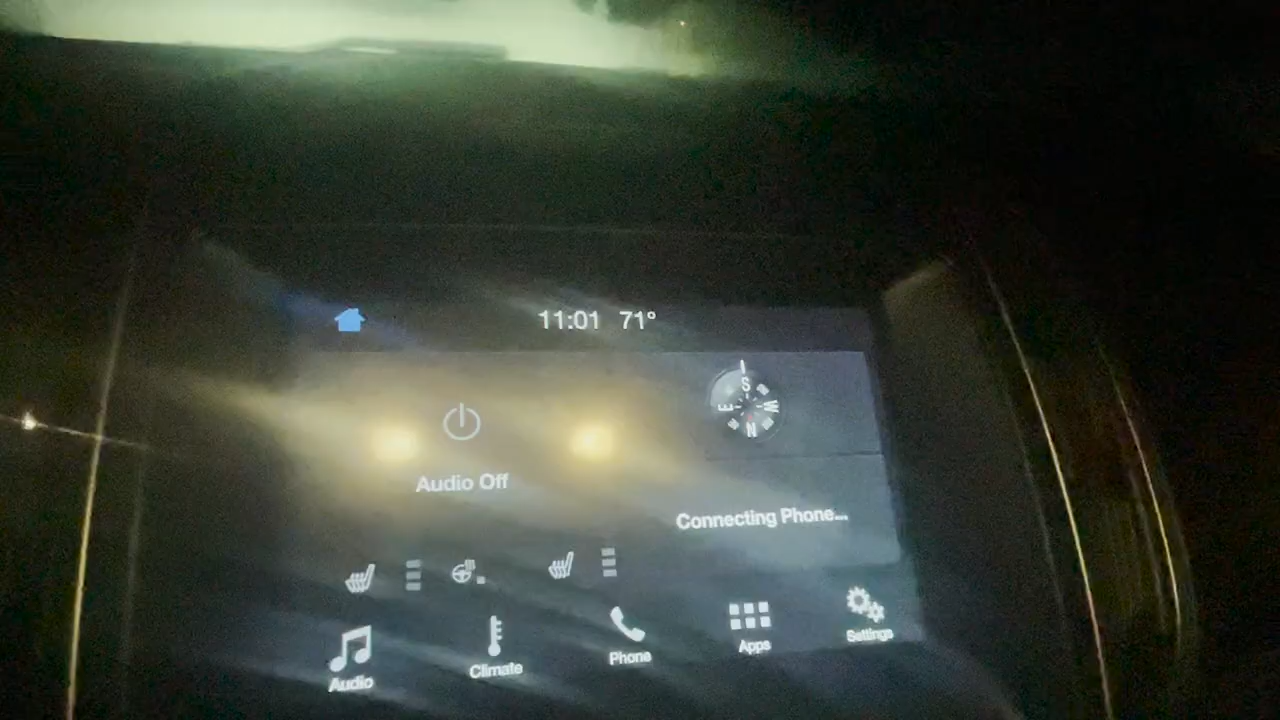 11:01 71°
S
E W
N
Audio Off
Connecting Phone...
Audio
Climate
Phone
Apps
Settings